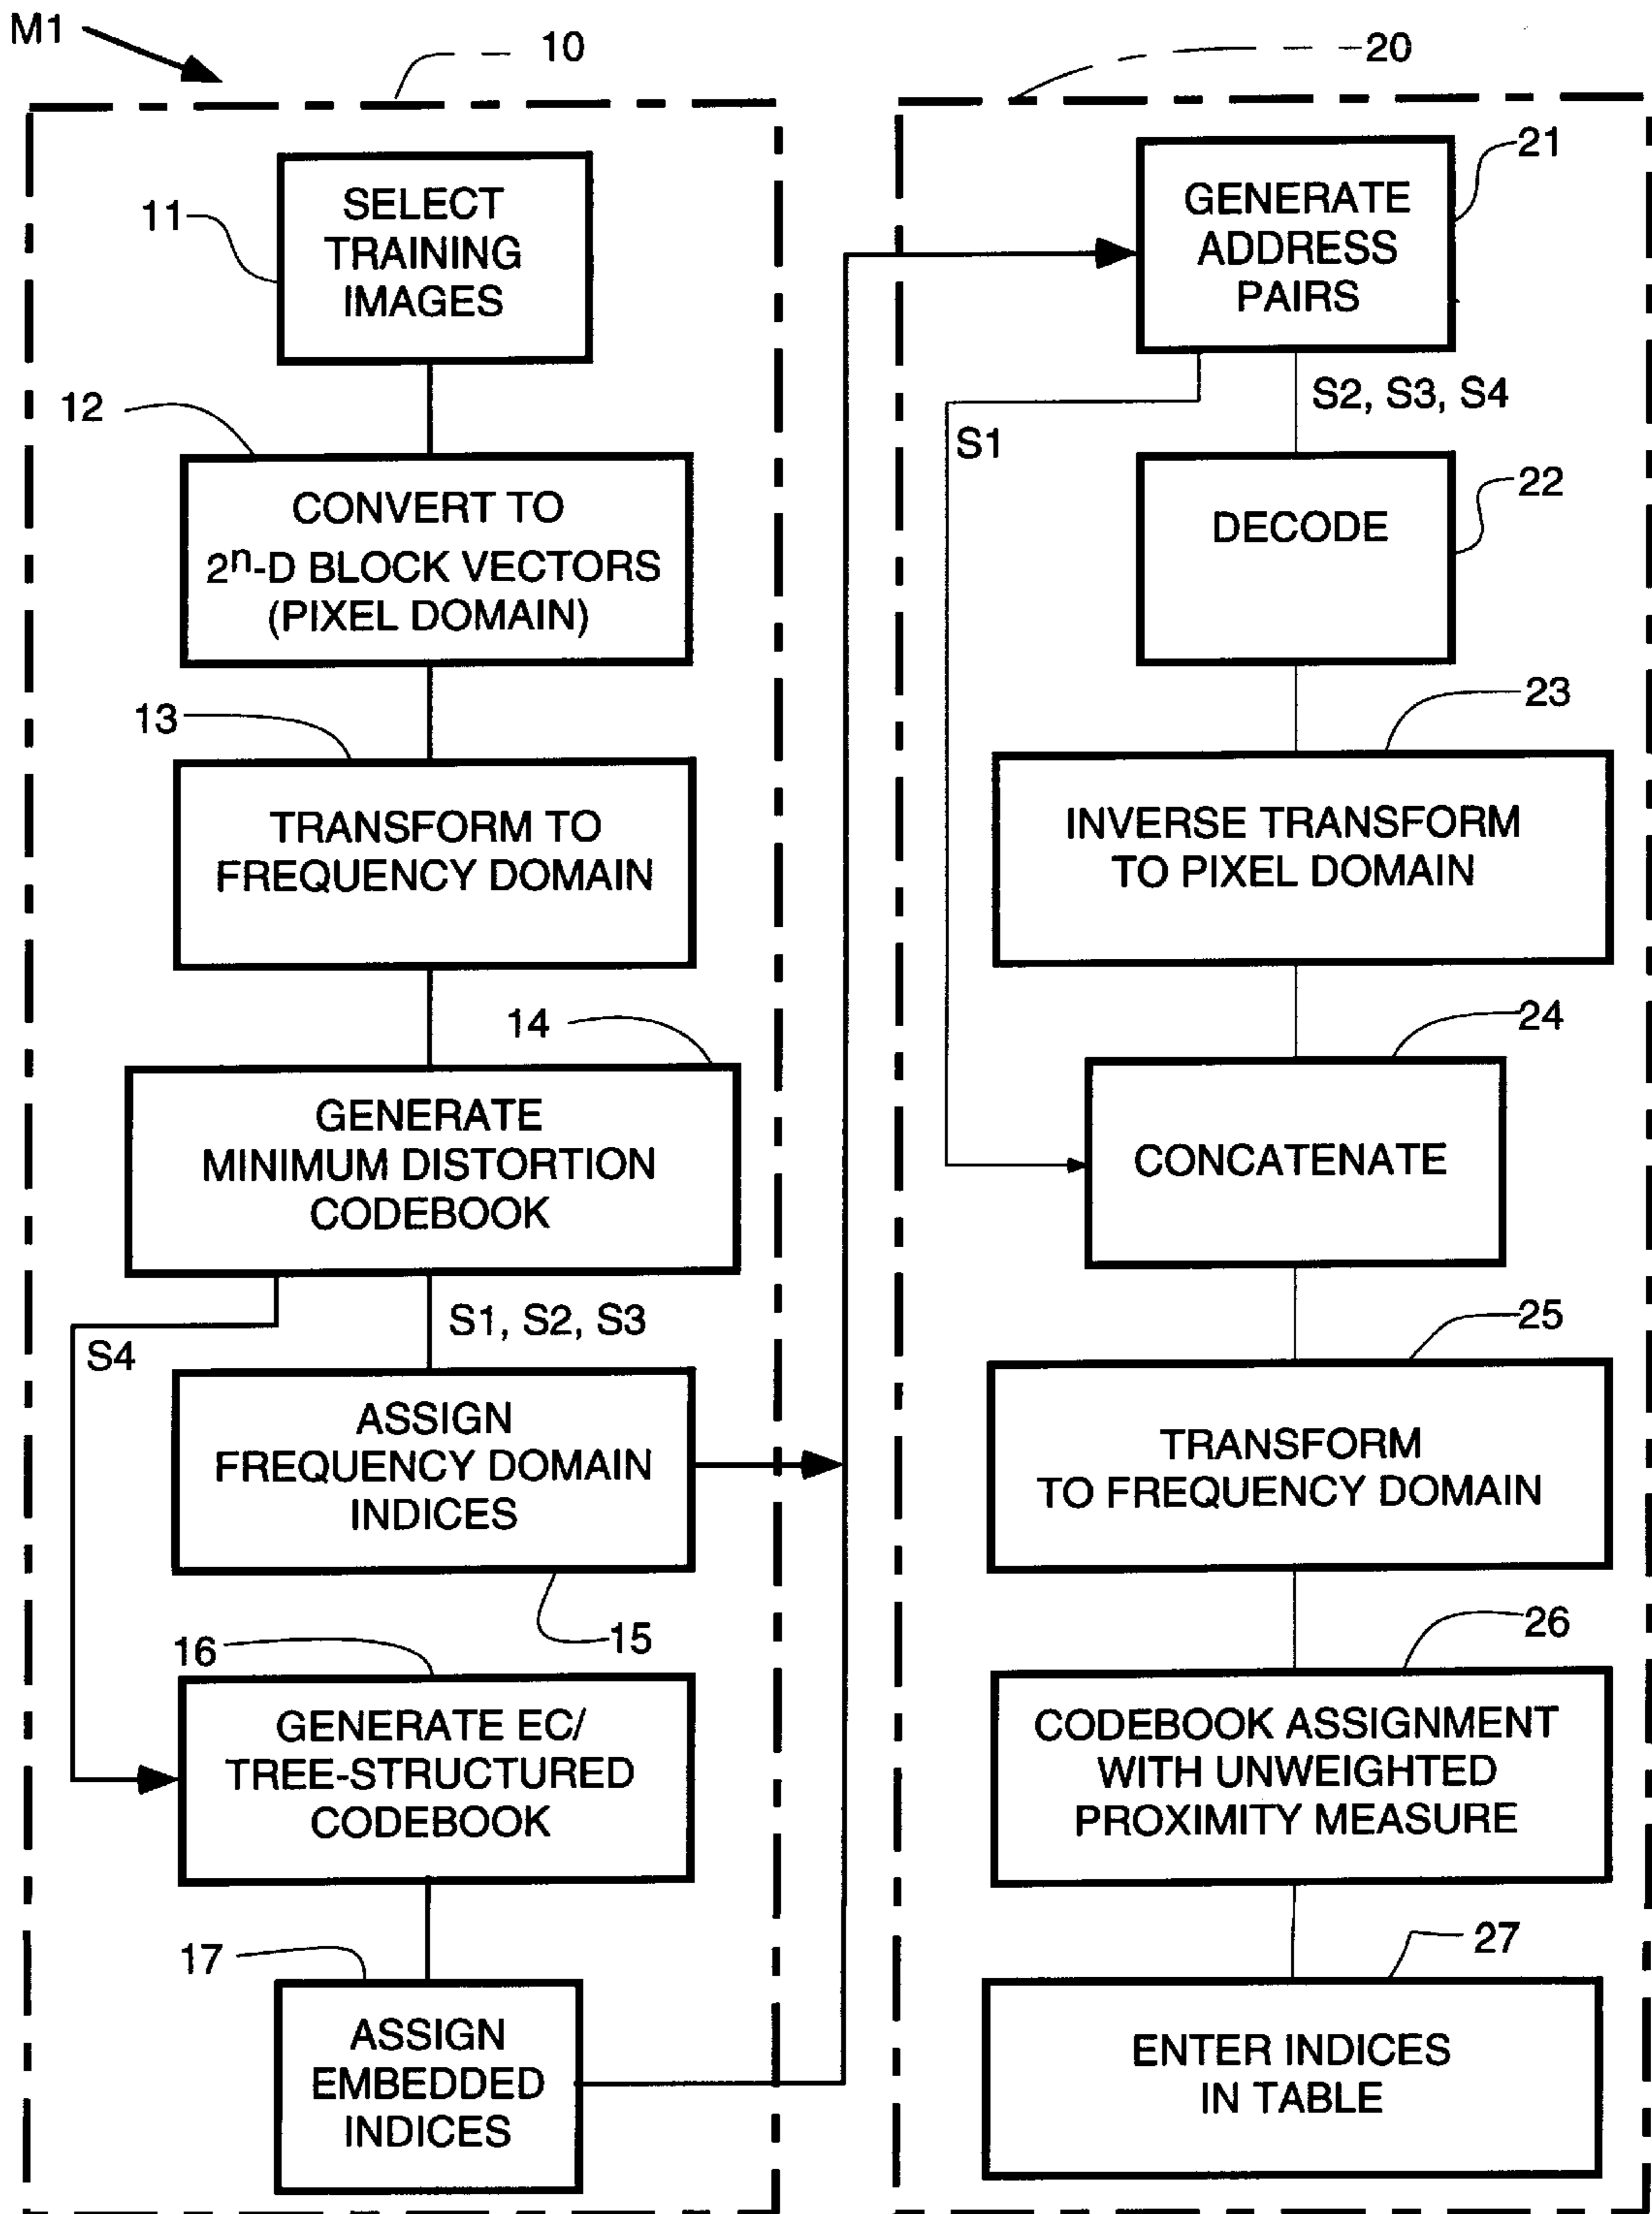 M1
10
11
SELECT
TRAINING
IMAGES
12
CONVERT TO
2ⁿ-D BLOCK VECTORS
(PIXEL DOMAIN)
13
TRANSFORM TO
FREQUENCY DOMAIN
14
GENERATE
MINIMUM DISTORTION
CODEBOOK
S4
S1, S2, S3
ASSIGN
FREQUENCY DOMAIN
INDICES
15
16
GENERATE EC/
TREE-STRUCTURED
CODEBOOK
17
ASSIGN
EMBEDDED
INDICES
20
21
GENERATE
ADDRESS
PAIRS
S1
S2, S3, S4
22
DECODE
23
INVERSE TRANSFORM
TO PIXEL DOMAIN
24
CONCATENATE
25
TRANSFORM
TO FREQUENCY DOMAIN
26
CODEBOOK ASSIGNMENT
WITH UNWEIGHTED
PROXIMITY MEASURE
27
ENTER INDICES
IN TABLE